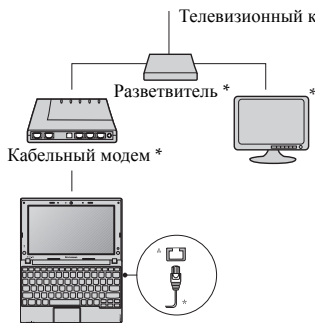 Телевизионный к
Разветвитель *
*
Кабельный модем *
*